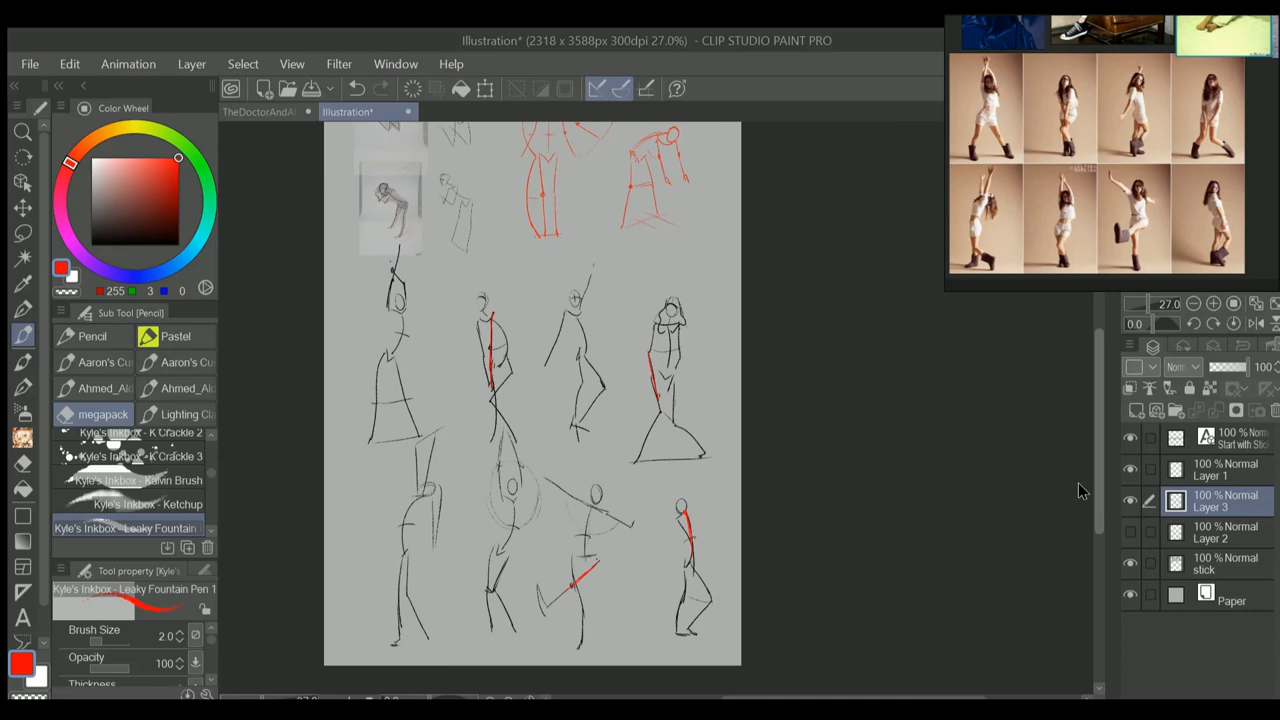 Illustration* (2318 x 3588px 300dpi 27.0%) - CLIP STUDIO PAINT PRO
File Edit Animation Layer Select View Filter Window Help
Color Wheel
TheDoctorAndA
Illustration*
255 3 0
Sub Tool [Pencil]
Pencil Pastel
Aaron's Cu Aaron's Cu
Ahmed_Ald Ahmed_Ald
megapack Lighting Cla
Kyle's Inkbox - K Crackle 2
Kyle's Inkbox - K Crackle 3
Kyle's Inkbox - Kalvin Brush
Kyle's Inkbox - Ketchup
Kyle's Inkbox - Leaky Fountain
Tool property [Kyle's
Kyle's Inkbox - Leaky Fountain Pen 1
Brush Size 2.0
Opacity 100
Thickness
27.0
0.0
Norm 100
100 % Norm
Start with Stic
100 % Normal
Layer 1
100 % Normal
Layer 3
100 % Normal
Layer 2
100 % Normal
stick
Paper